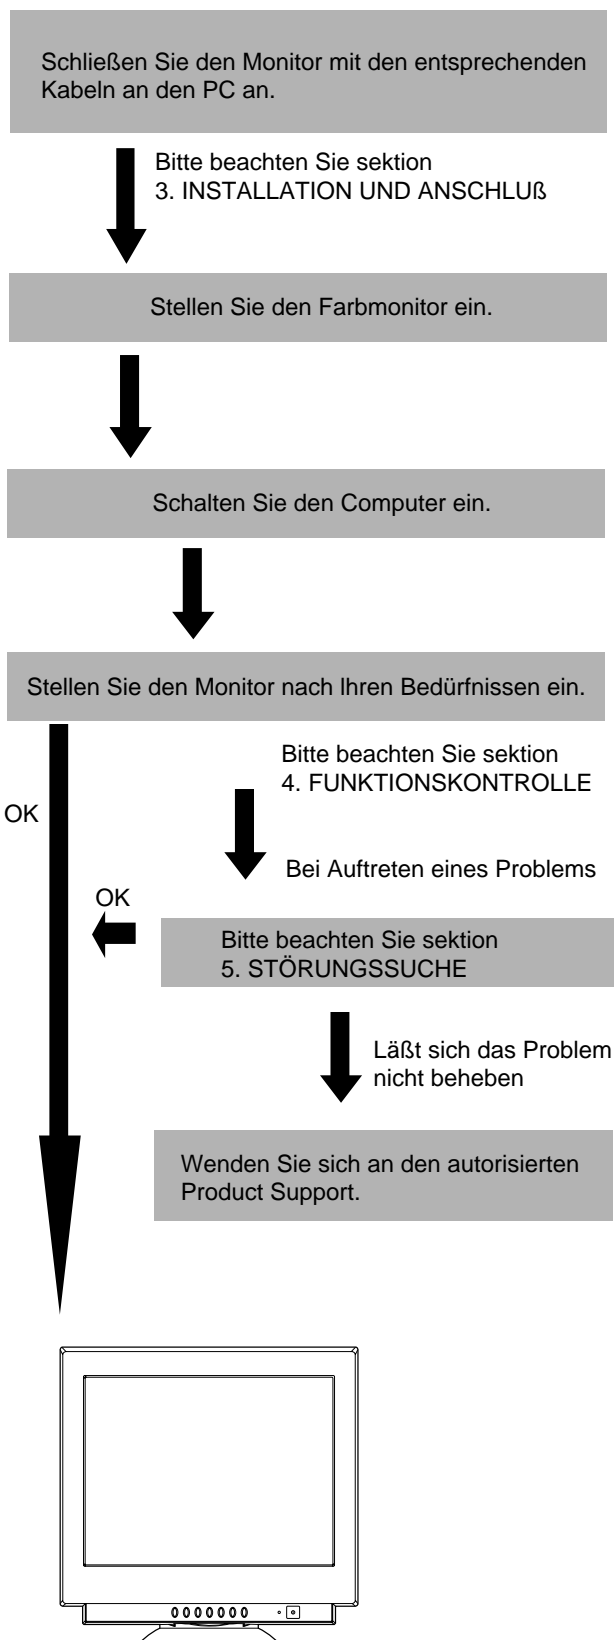 Schließen Sie den Monitor mit den entsprechenden
Kabeln an den PC an.
Bitte beachten Sie sektion
3. INSTALLATION UND ANSCHLUß
Stellen Sie den Farbmonitor ein.
Schalten Sie den Computer ein.
Stellen Sie den Monitor nach Ihren Bedürfnissen ein.
Bitte beachten Sie sektion
4. FUNKTIONSKONTROLLE
OK
Bei Auftreten eines Problems
OK
Bitte beachten Sie sektion
5. STÖRUNGSSUCHE
Läßt sich das Problem
nicht beheben
Wenden Sie sich an den autorisierten
Product Support.